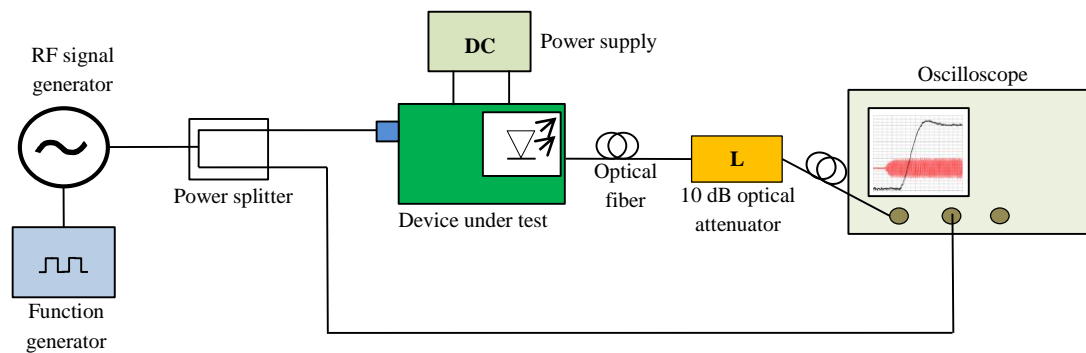 RF signal
generator
Function
generator
Power splitter
DC
Power supply
Device under test
Optical
fiber
L
10 dB optical
attenuator
Oscilloscope